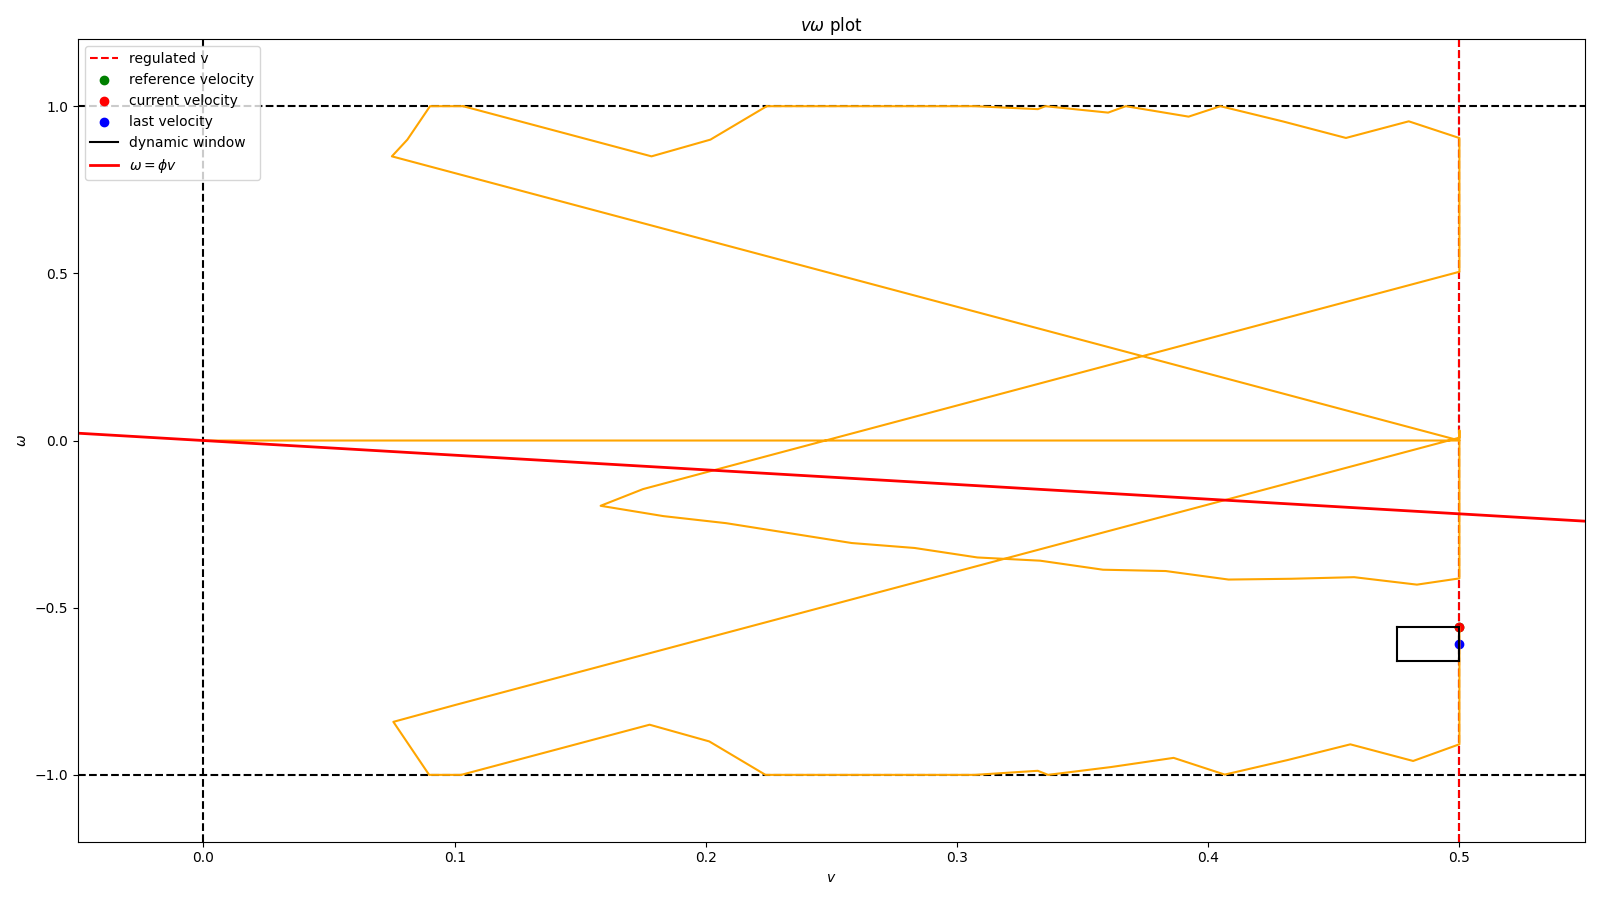 vω plot
regulated v
reference velocity
current velocity
last velocity
dynamic window
ω = ϕv
1.0
0.5
0.0
−0.5
−1.0
ω
0.0 0.1 0.2 0.3 0.4 0.5
v